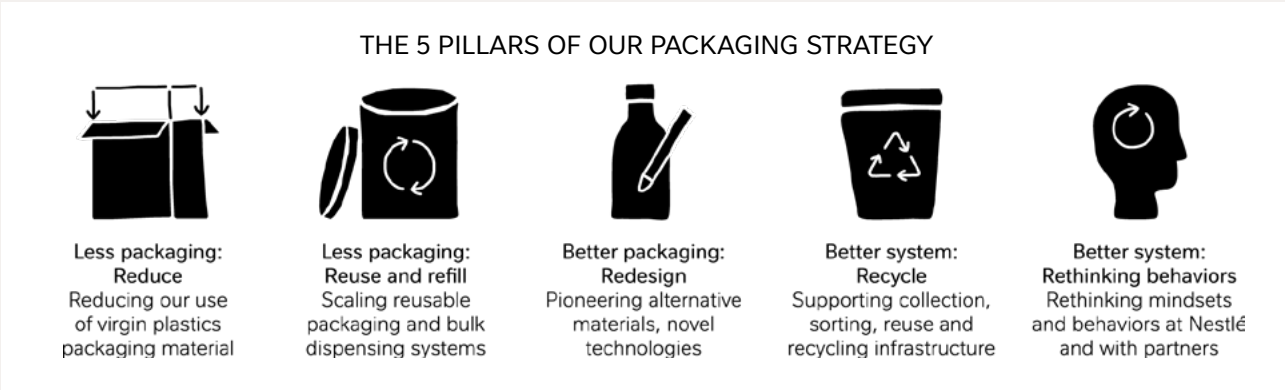 THE 5 PILLARS OF OUR PACKAGING STRATEGY
Less packaging:
Reduce
Reducing our use
of virgin plastics
packaging material
Less packaging:
Reuse and refill
Scaling reusable
packaging and bulk
dispensing systems
Better packaging:
Redesign
Pioneering alternative
materials, novel
technologies
Better system:
Recycle
Supporting collection,
sorting, reuse and
recycling infrastructure
Better system:
Rethinking behaviors
Rethinking mindsets
and behaviors at Nestlé
and with partners